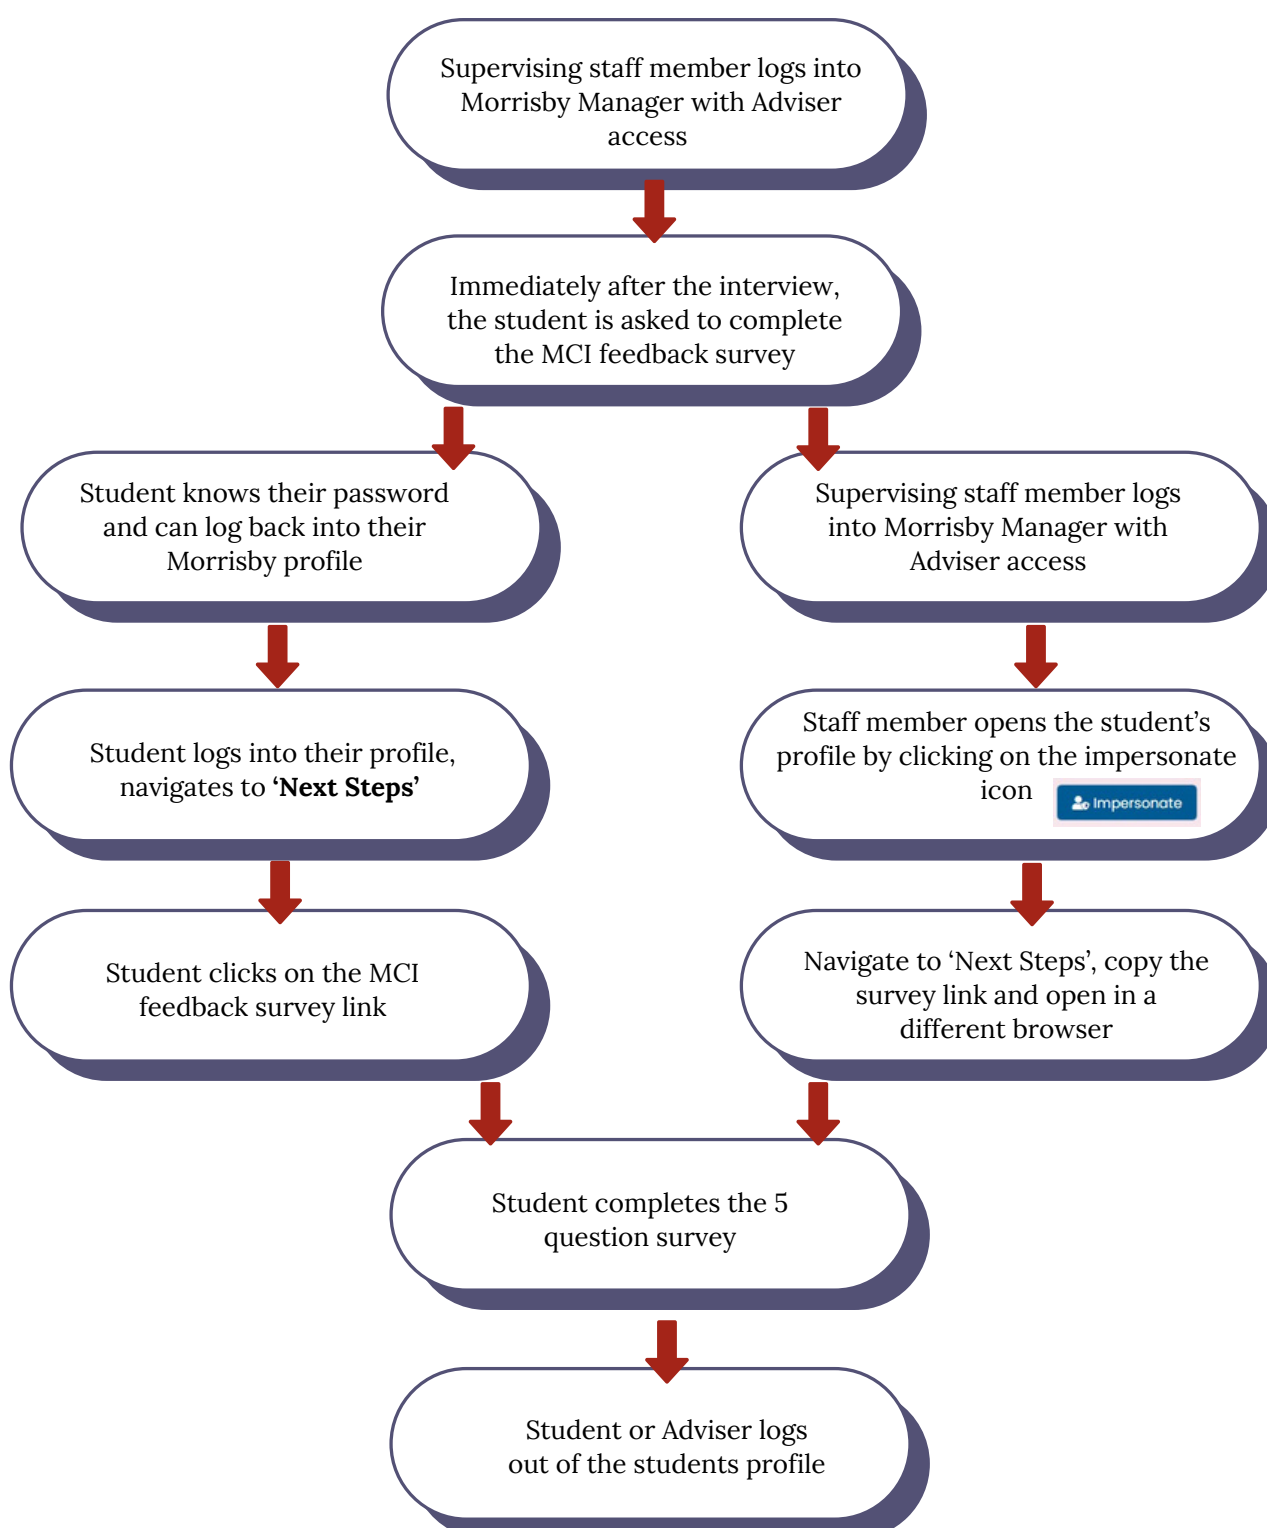 Supervising staff member logs into
Morrisby Manager with Adviser
access
Immediately after the interview,
the student is asked to complete
the MCI feedback survey
Student knows their password
and can log back into their
Morrisby profile
Supervising staff member logs
into Morrisby Manager with
Adviser access
Student logs into their profile,
navigates to ‘Next Steps’
Staff member opens the student’s
profile by clicking on the impersonate
icon
Impersonate
Student clicks on the MCI
feedback survey link
Navigate to ‘Next Steps’, copy the
survey link and open in a
different browser
Student completes the 5
question survey
Student or Adviser logs
out of the students profile